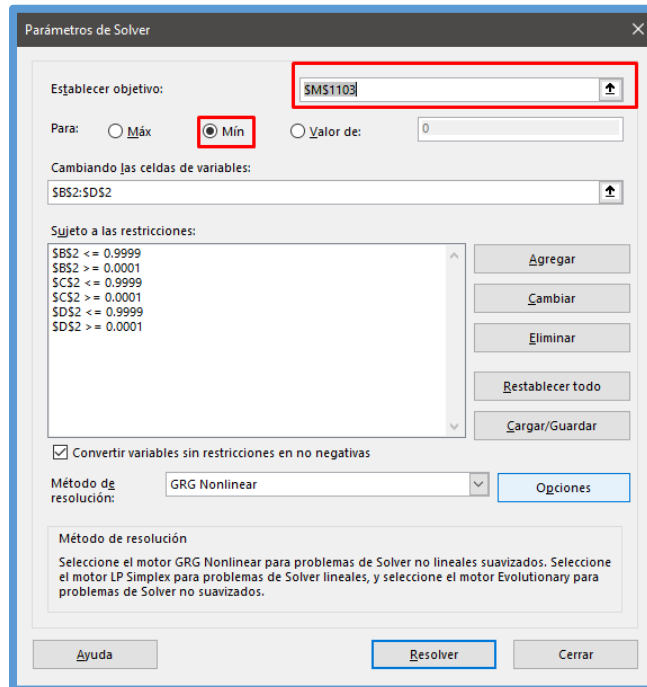 Parámetros de Solver
Establecer objetivo:
$M$1103
Para:
Máx
Mín
Valor de:
0
Cambiando las celdas de variables:
$B$2:$D$2
Sujeto a las restricciones:
$B$2 <= 0.9999
$B$2 >= 0.0001
$C$2 <= 0.9999
$C$2 >= 0.0001
$D$2 <= 0.9999
$D$2 >= 0.0001
Agregar
Cambiar
Eliminar
Restablecer todo
Cargar/Guardar
Convertir variables sin restricciones en no negativas
Método de
resolución:
GRG Nonlinear
Opciones
Método de resolución
Seleccione el motor GRG Nonlinear para problemas de Solver no lineales suavizados. Seleccione
el motor LP Simplex para problemas de Solver lineales, y seleccione el motor Evolutionary para
problemas de Solver no suavizados.
Ayuda
Resolver
Cerrar